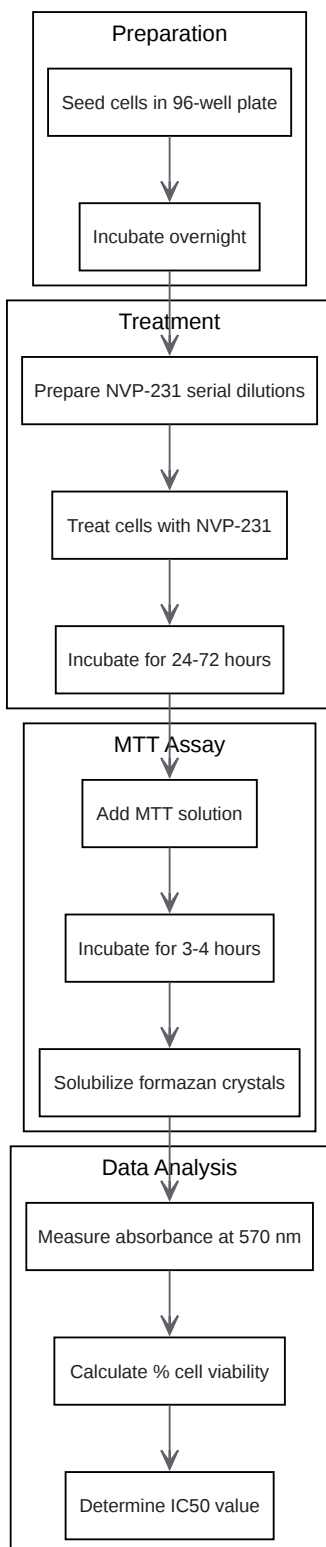 Preparation
Seed cells in 96-well plate
Incubate overnight
Treatment
Prepare NVP-231 serial dilutions
Treat cells with NVP-231
Incubate for 24-72 hours
MTT Assay
Add MTT solution
Incubate for 3-4 hours
Solubilize formazan crystals
Data Analysis
Measure absorbance at 570 nm
Calculate % cell viability
Determine IC50 value